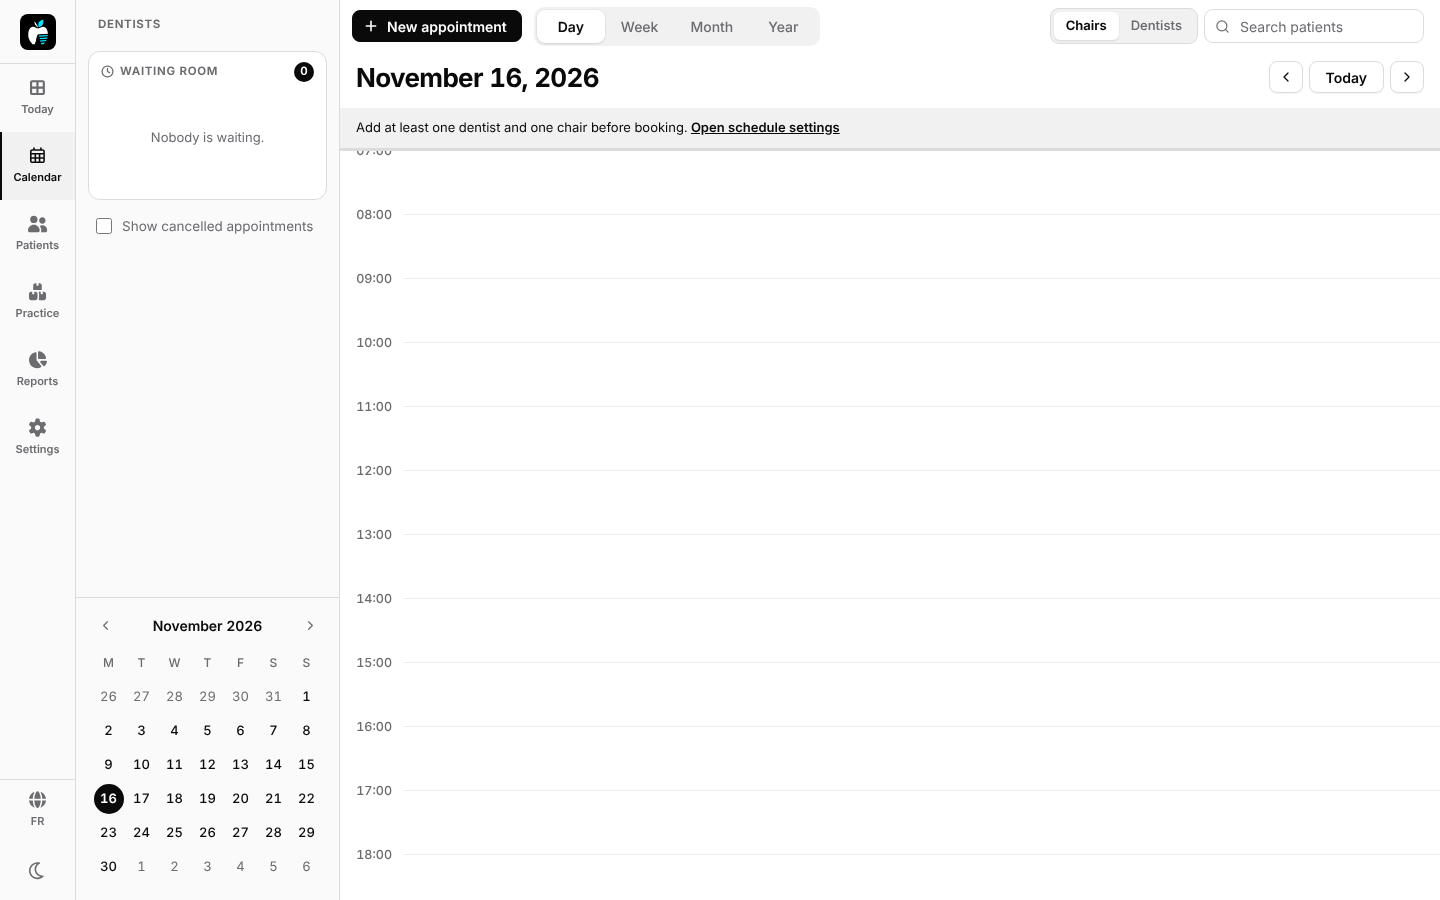 DENTISTS
WAITING ROOM
0
Nobody is waiting.
Show cancelled appointments
Today
Calendar
Patients
Practice
Reports
Settings
FR
November 2026
M T W T F S S
26 27 28 29 30 31 1
2 3 4 5 6 7 8
9 10 11 12 13 14 15
16 17 18 19 20 21 22
23 24 25 26 27 28 29
30 1 2 3 4 5 6
New appointment
Day
Week
Month
Year
Chairs
Dentists
Search patients
November 16, 2026
Today
Add at least one dentist and one chair before booking. Open schedule settings
07:00
08:00
09:00
10:00
11:00
12:00
13:00
14:00
15:00
16:00
17:00
18:00